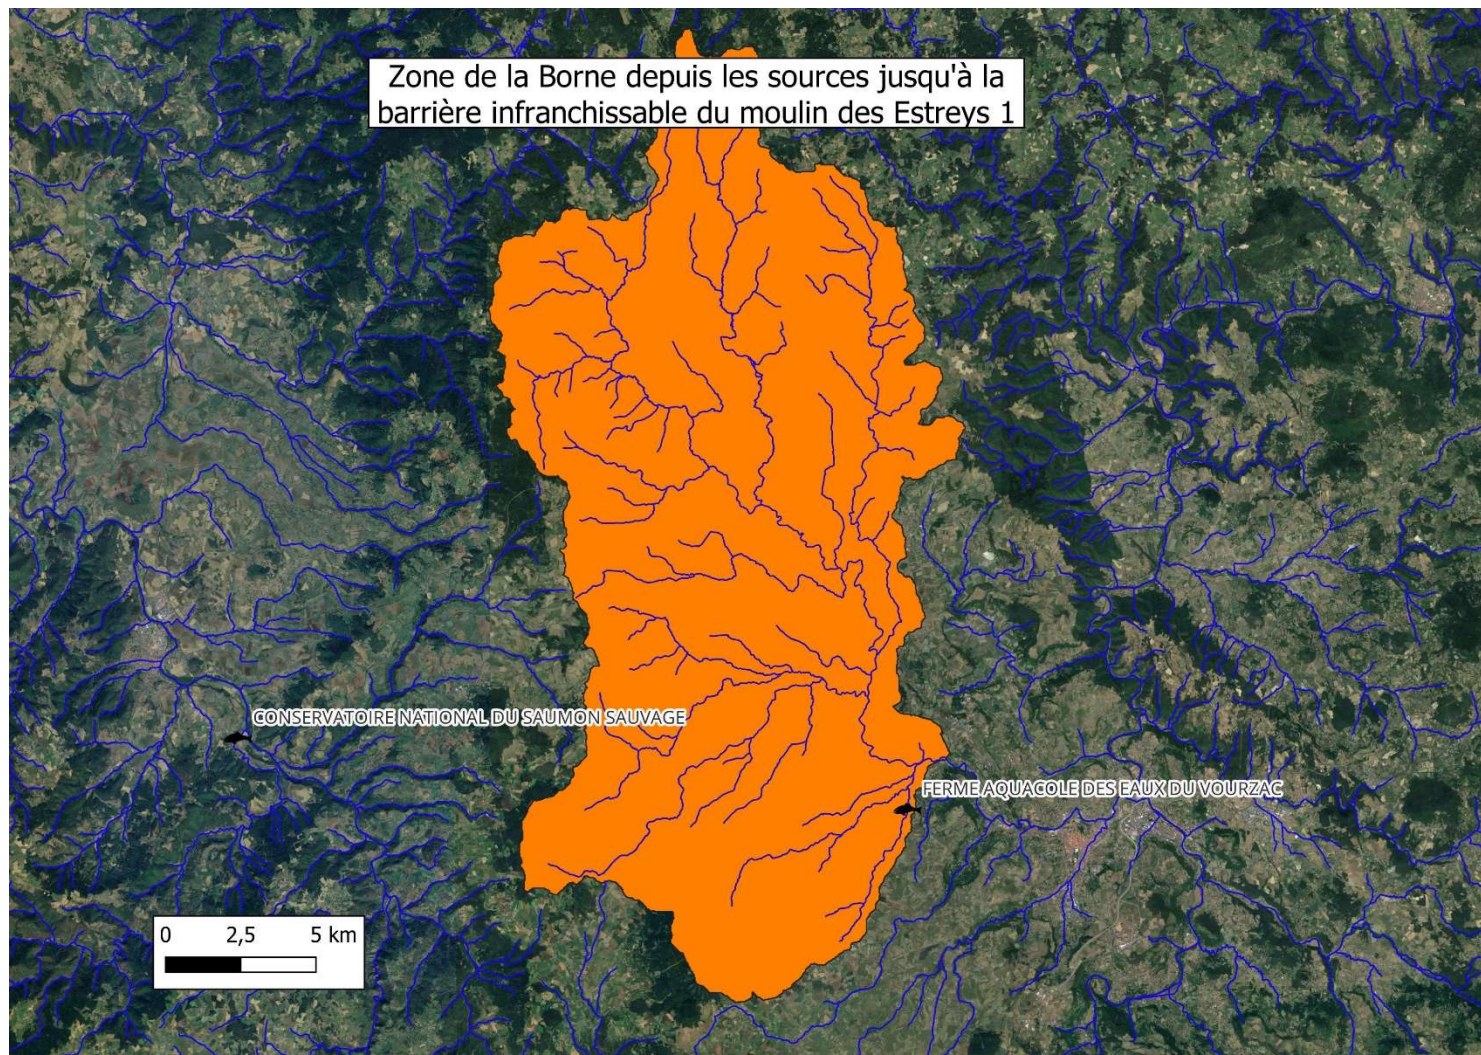 Zone de la Borne depuis les sources jusqu'à la
barrière infranchissable du moulin des Estreys 1
CONSERVATOIRE NATIONAL DU SAUMON SAUVAGE
FERME AQUACOLE DES EAUX DU VOURZAC
0 2,5 5 km